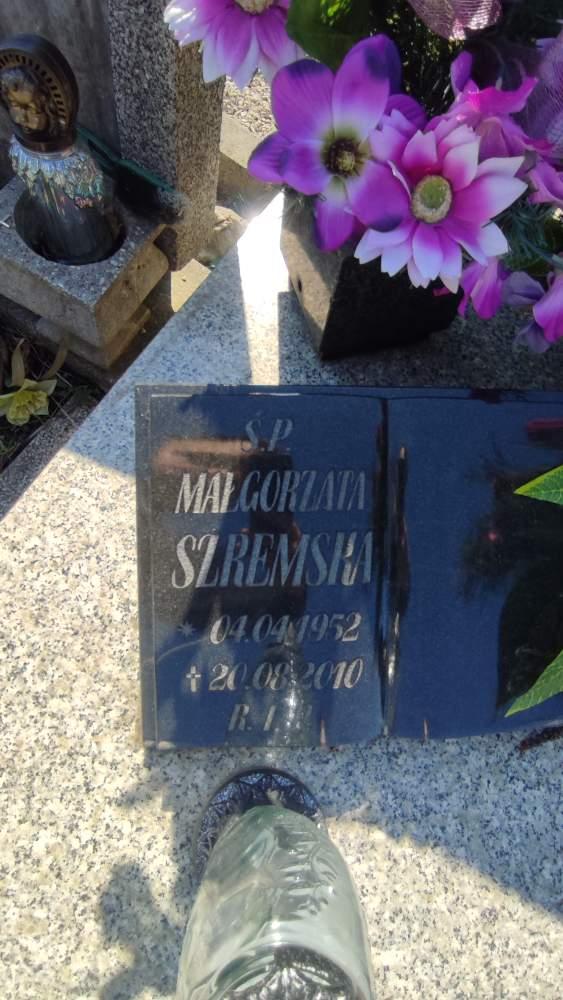 Ś.P.
MAŁGORZATA
SZREMSKA
* 04.04.1952
✝ 20.08.2010
R. I. P.